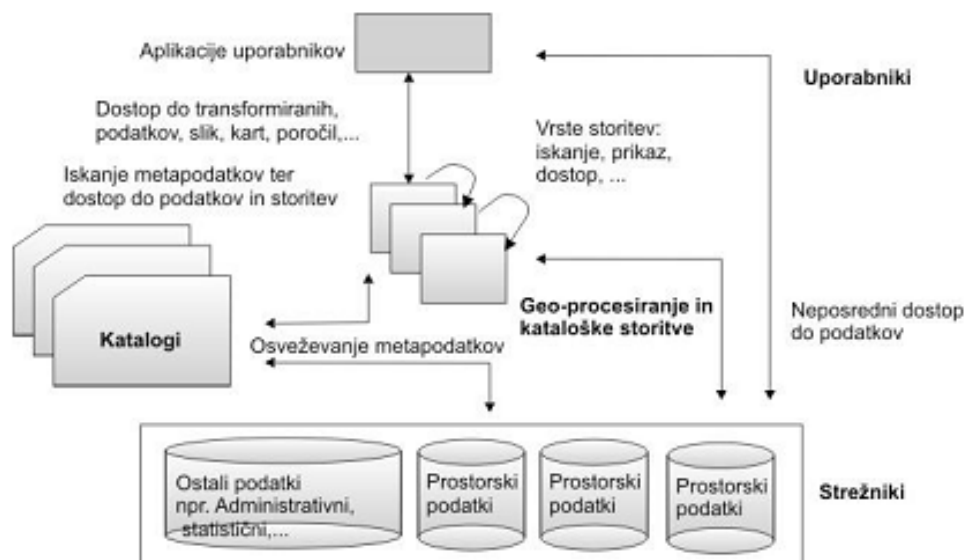 Aplikacije uporabnikov
Uporabniki
Dostop do transformiranih,
podatkov, slik, kart, poročil,...
Vrste storitev:
iskanje, prikaz,
dostop, ...
Iskanje metapodatkov ter
dostop do podatkov in storitev
Geo-procesiranje in
kataloške storitve
Neposredni dostop
do podatkov
Katalogi
Osveževanje metapodatkov
Ostali podatki
npr. Administrativni,
statistični,...
Prostorski
podatki
Prostorski
podatki
Prostorski
podatki
Strežniki